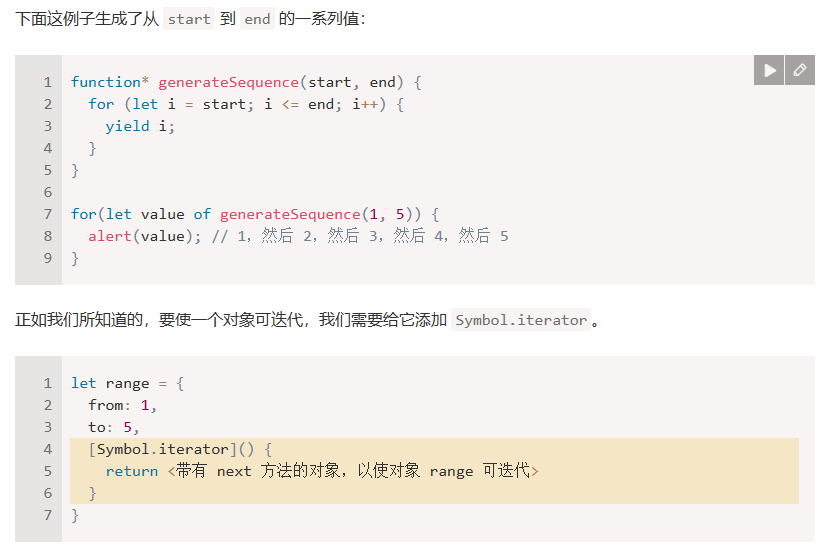 下面这例子生成了从 start 到 end 的一系列值：
1 function* generateSequence(start, end) {
2   for (let i = start; i <= end; i++) {
3     yield i;
4   }
5 }
6
7 for(let value of generateSequence(1, 5)) {
8   alert(value); // 1，然后 2，然后 3，然后 4，然后 5
9 }
正如我们所知道的，要使一个对象可迭代，我们需要给它添加 Symbol.iterator。
1 let range = {
2   from: 1,
3   to: 5,
4   [Symbol.iterator]() {
5     return <带有 next 方法的对象，以使对象 range 可迭代>
6   }
7 }